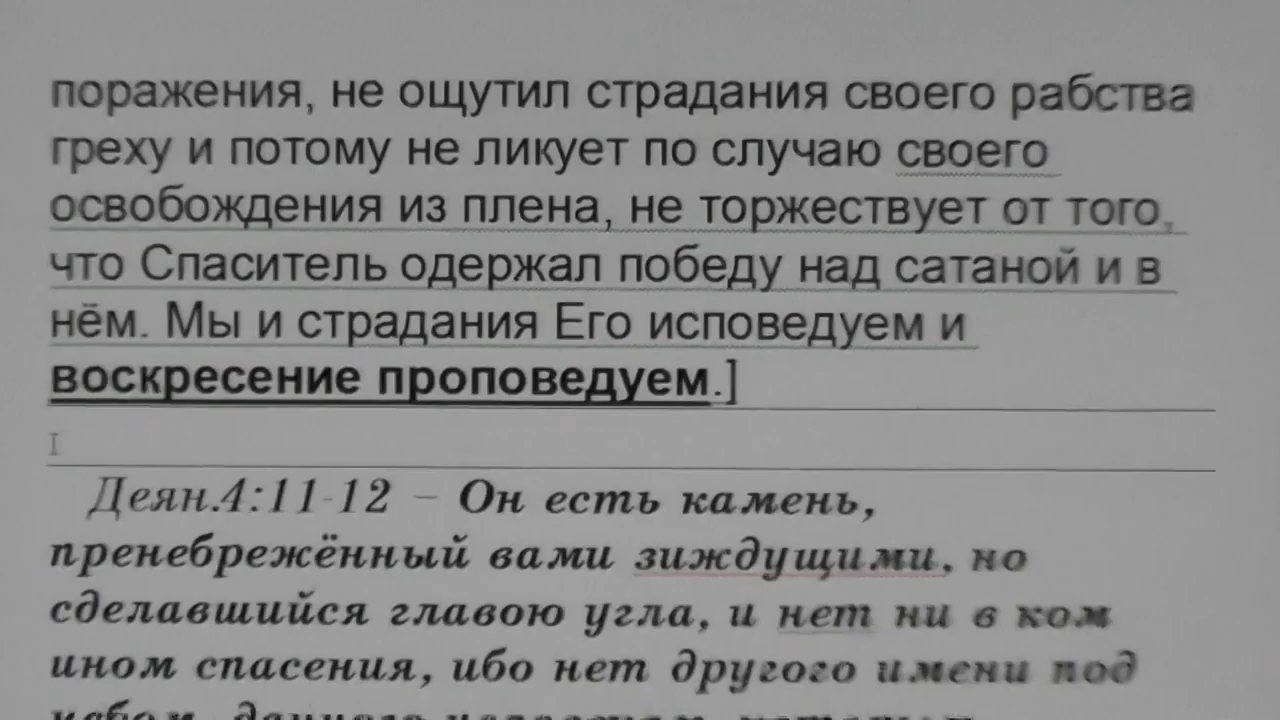 поражения, не ощутил страдания своего рабства
греху и потому не ликует по случаю своего
освобождения из плена, не торжествует от того,
что Спаситель одержал победу над сатаной и в
нём. Мы и страдания Его исповедуем и
воскресение проповедуем.]
Деян.4:11-12 – Он есть камень,
пренебрежённый вами зиждущими, но
сделавшийся главою угла, и нет ни в ком
ином спасения, ибо нет другого имени под